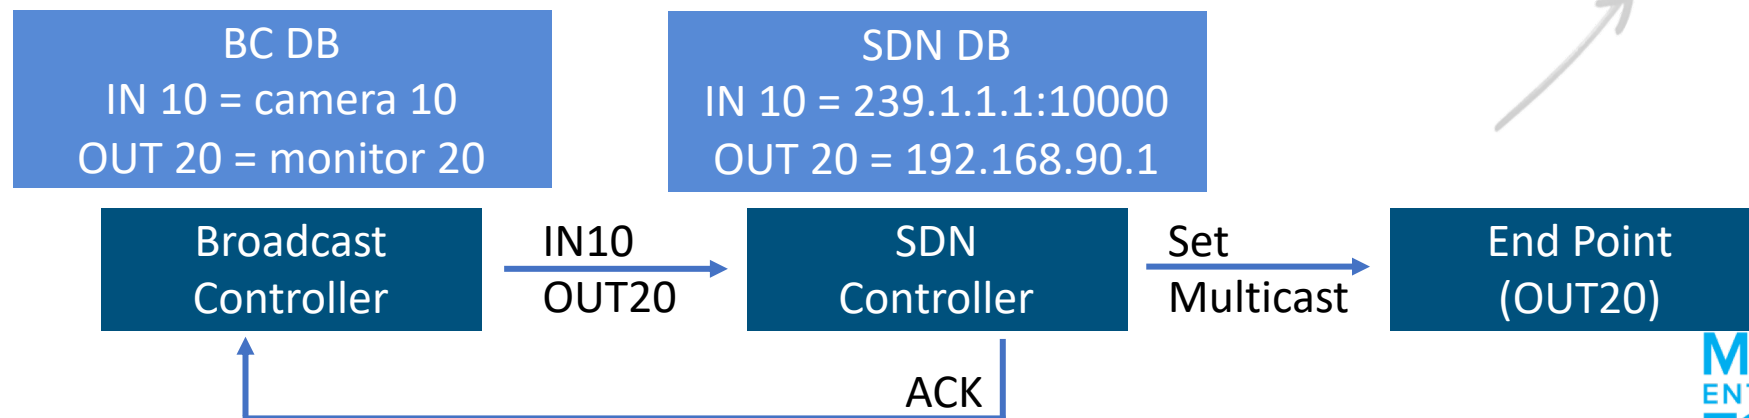 BC DB
IN 10 = camera 10
OUT 20 = monitor 20
SDN DB
IN 10 = 239.1.1.1:10000
OUT 20 = 192.168.90.1
Broadcast
Controller
IN10
OUT20
SDN
Controller
Set
Multicast
End Point
(OUT20)
ACK